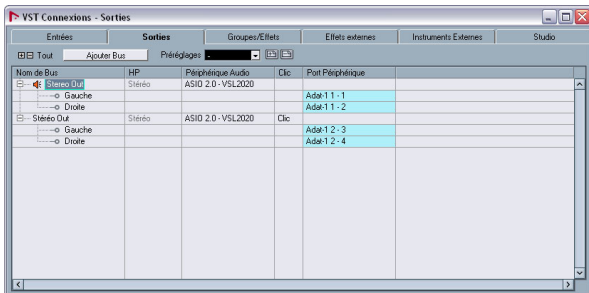 VST Connexions - Sorties
Entrées Sorties Groupes/Effets Effets externes Instruments Externes Studio
Tout Ajouter Bus Préréglages -
Nom de Bus HP Périphérique Audio Clic Port Périphérique
Stereo Out Stéréo ASIO 2.0 - VSL2020
Gauche Adat-1 1 - 1
Droite Adat-1 1 - 2
Stéréo Out Stéréo ASIO 2.0 - VSL2020 Clic
Gauche Adat-1 2 - 3
Droite Adat-1 2 - 4